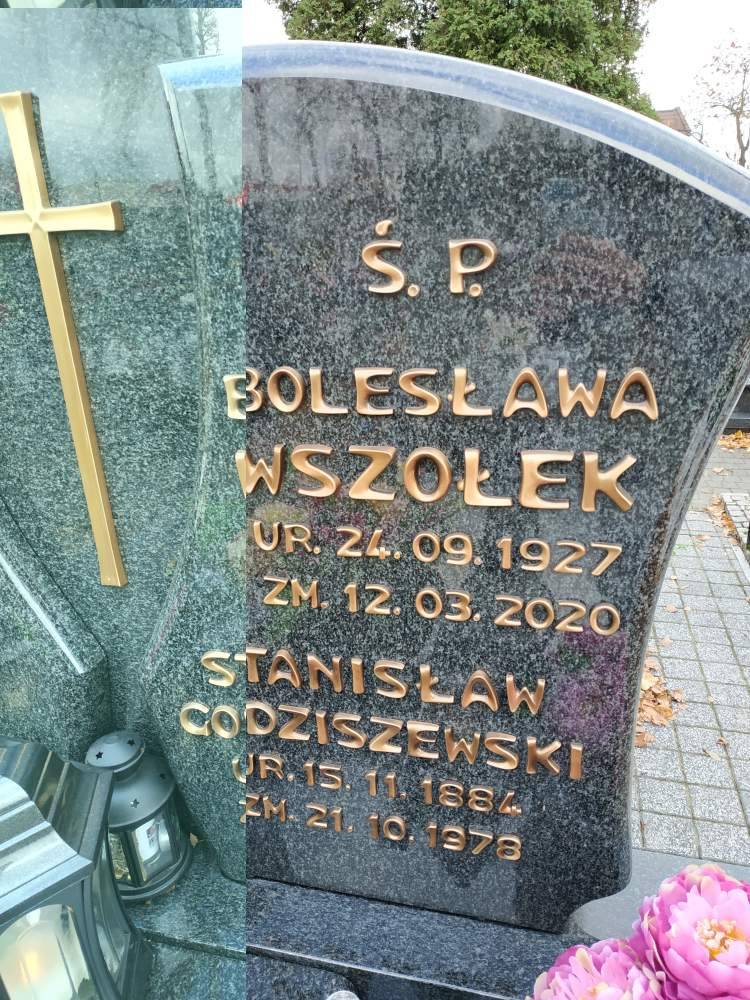 Ś. P.
BOLESŁAWA
WSZOŁEK
UR. 24. 09. 1927
ZM. 12. 03. 2020
STANISŁAW
GODZISZEWSKI
UR. 15. 11. 1884
ZM. 21. 10. 1978